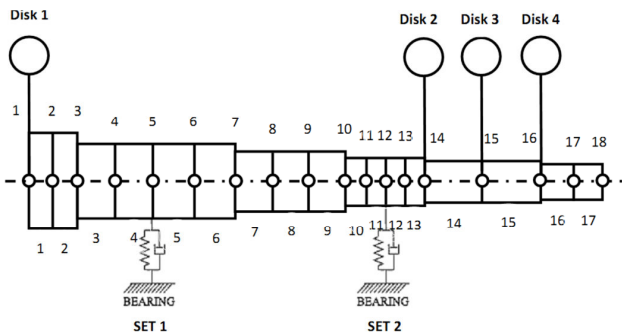 Disk 1 Disk 2 Disk 3 Disk 4
1 2 3 4 5 6 7 8 9 10 11 12 13 14 15 16 17 18
1 2 3 4 5 6 7 8 9 10 11 12 13 14 15 16 17
BEARING BEARING
SET 1 SET 2